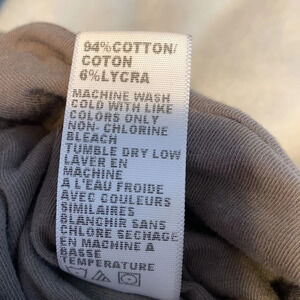 94%COTTON/
COTON
6%LYCRA
MACHINE WASH
COLD WITH LIKE
COLORS ONLY
NON- CHLORINE
BLEACH
TUMBLE DRY LOW
LAVER EN
MACHINE
A L'EAU FROIDE
AVEC COULEUR
SIMILAIRES
BLANCHIR SANS
CHLORE SECHAGE
EN MACHINE A
BASSE
TEMPERATURE